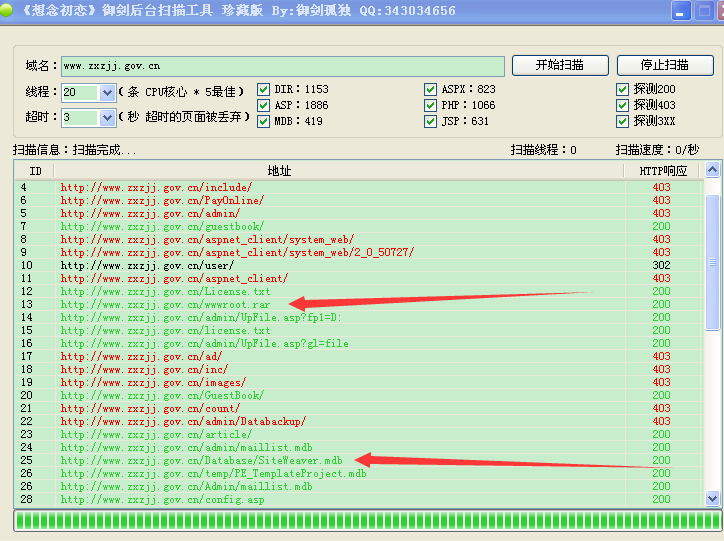 《想念初恋》御剑后台扫描工具 珍藏版 By:御剑孤独 QQ:343034656
域名： www.zxzjj.gov.cn 开始扫描 停止扫描
线程： 20 ( 条 CPU核心 * 5最佳 ) DIR：1153 ASPX：823 探测200
ASP：1886 PHP：1066 探测403
超时： 3 ( 秒 超时的页面被丢弃 ) MDB：419 JSP：631 探测3XX
扫描信息：扫描完成... 扫描线程：0 扫描速度：0/秒
ID 地址 HTTP响应
4 http://www.zxzjj.gov.cn/include/ 403
6 http://www.zxzjj.gov.cn/PayOnline/ 403
5 http://www.zxzjj.gov.cn/admin/ 403
7 http://www.zxzjj.gov.cn/guestbook/ 200
8 http://www.zxzjj.gov.cn/aspnet_client/system_web/ 403
9 http://www.zxzjj.gov.cn/aspnet_client/system_web/2_0_50727/ 403
10 http://www.zxzjj.gov.cn/user/ 302
11 http://www.zxzjj.gov.cn/aspnet_client/ 403
12 http://www.zxzjj.gov.cn/License.txt 200
13 http://www.zxzjj.gov.cn/wwwroot.rar 200
14 http://www.zxzjj.gov.cn/admin/UpFile.asp?fp1=D: 200
15 http://www.zxzjj.gov.cn/license.txt 200
16 http://www.zxzjj.gov.cn/admin/UpFile.asp?gl=file 200
17 http://www.zxzjj.gov.cn/ad/ 403
18 http://www.zxzjj.gov.cn/inc/ 403
19 http://www.zxzjj.gov.cn/images/ 403
20 http://www.zxzjj.gov.cn/GuestBook/ 200
21 http://www.zxzjj.gov.cn/count/ 403
22 http://www.zxzjj.gov.cn/admin/Databackup/ 403
23 http://www.zxzjj.gov.cn/article/ 200
24 http://www.zxzjj.gov.cn/admin/maillist.mdb 200
25 http://www.zxzjj.gov.cn/Database/SiteWeaver.mdb 200
26 http://www.zxzjj.gov.cn/temp/PE_TemplateProject.mdb 200
26 http://www.zxzjj.gov.cn/Admin/maillist.mdb 200
28 http://www.zxzjj.gov.cn/config.asp 200